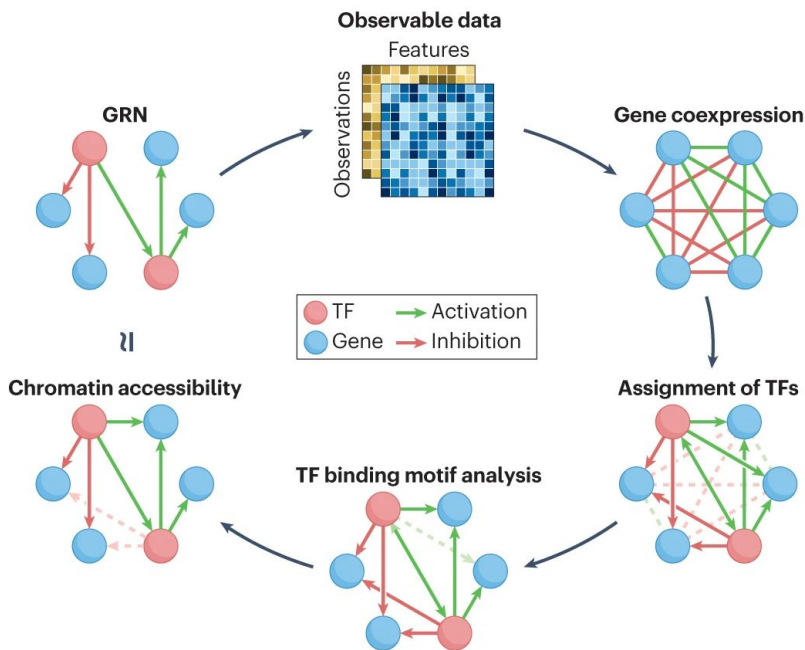 Observable data
Features
Observations
GRN
Gene coexpression
TF
Activation
Gene
Inhibition
≈
Chromatin accessibility
Assignment of TFs
TF binding motif analysis